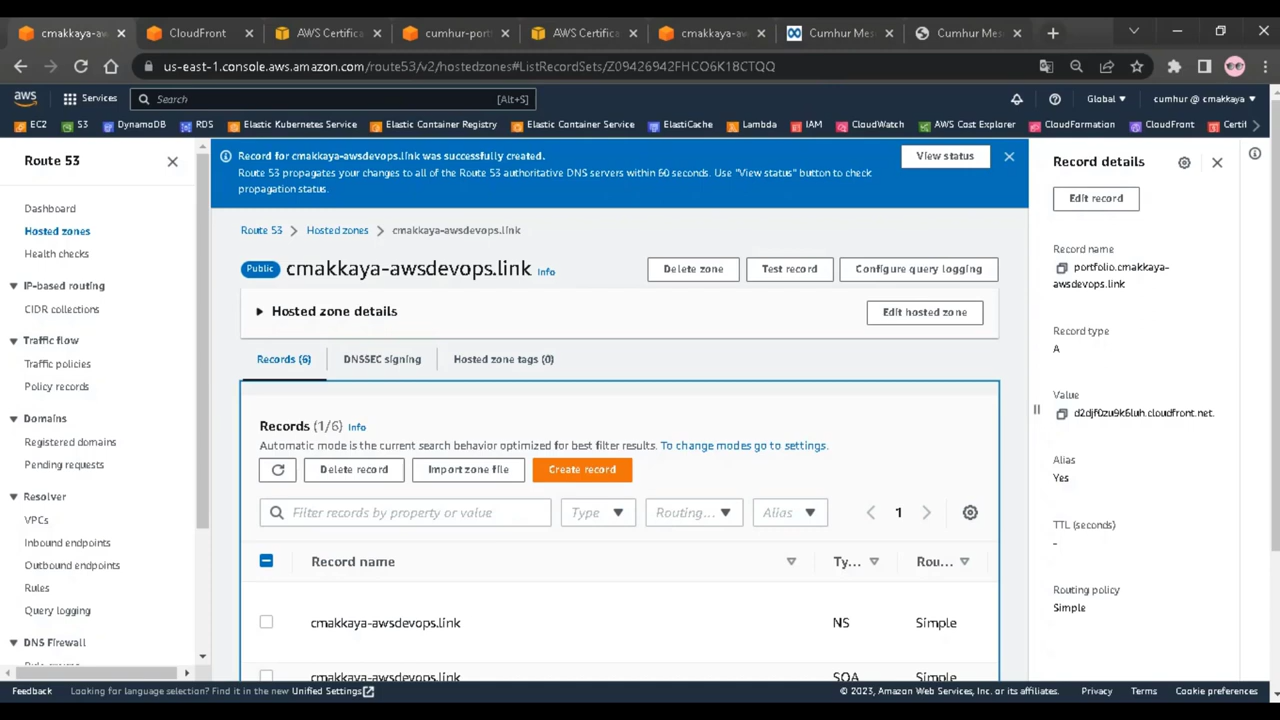 cmakkaya-aw
CloudFront
AWS Certifica
cumhur-port
AWS Certifica
cmakkaya-aw
Cumhur Mes
Cumhur Mes
us-east-1.console.aws.amazon.com/route53/v2/hostedzones#ListRecordSets/Z09426942FHCO6K18CTQQ
aws
Services
Search
[Alt+S]
Global
cumhur @ cmakkaya
EC2
S3
DynamoDB
RDS
Elastic Kubernetes Service
Elastic Container Registry
Elastic Container Service
ElastiCache
Lambda
IAM
CloudWatch
AWS Cost Explorer
CloudFormation
CloudFront
Certif
Route 53
Dashboard
Hosted zones
Health checks
IP-based routing
CIDR collections
Traffic flow
Traffic policies
Policy records
Domains
Registered domains
Pending requests
Resolver
VPCs
Inbound endpoints
Outbound endpoints
Rules
Query logging
DNS Firewall
Record for cmakkaya-awsdevops.link was successfully created.
Route 53 propagates your changes to all of the Route 53 authoritative DNS servers within 60 seconds. Use "View status" button to check
propagation status.
View status
Route 53
Hosted zones
cmakkaya-awsdevops.link
Public
cmakkaya-awsdevops.link
Info
Delete zone
Test record
Configure query logging
Hosted zone details
Edit hosted zone
Records (6)
DNSSEC signing
Hosted zone tags (0)
Records (1/6) Info
Automatic mode is the current search behavior optimized for best filter results. To change modes go to settings.
Delete record
Import zone file
Create record
Filter records by property or value
Type
Routing...
Alias
1
Record name
Ty...
Rou...
cmakkaya-awsdevops.link
NS
Simple
cmakkaya-awsdevops.link
SOA
Simple
Record details
Edit record
Record name
portfolio.cmakkaya-
awsdevops.link
Record type
A
Value
d2djf0zu9k6luh.cloudfront.net.
Alias
Yes
TTL (seconds)
-
Routing policy
Simple
Feedback
Looking for language selection? Find it in the new Unified Settings
© 2023, Amazon Web Services, Inc. or its affiliates.
Privacy
Terms
Cookie preferences